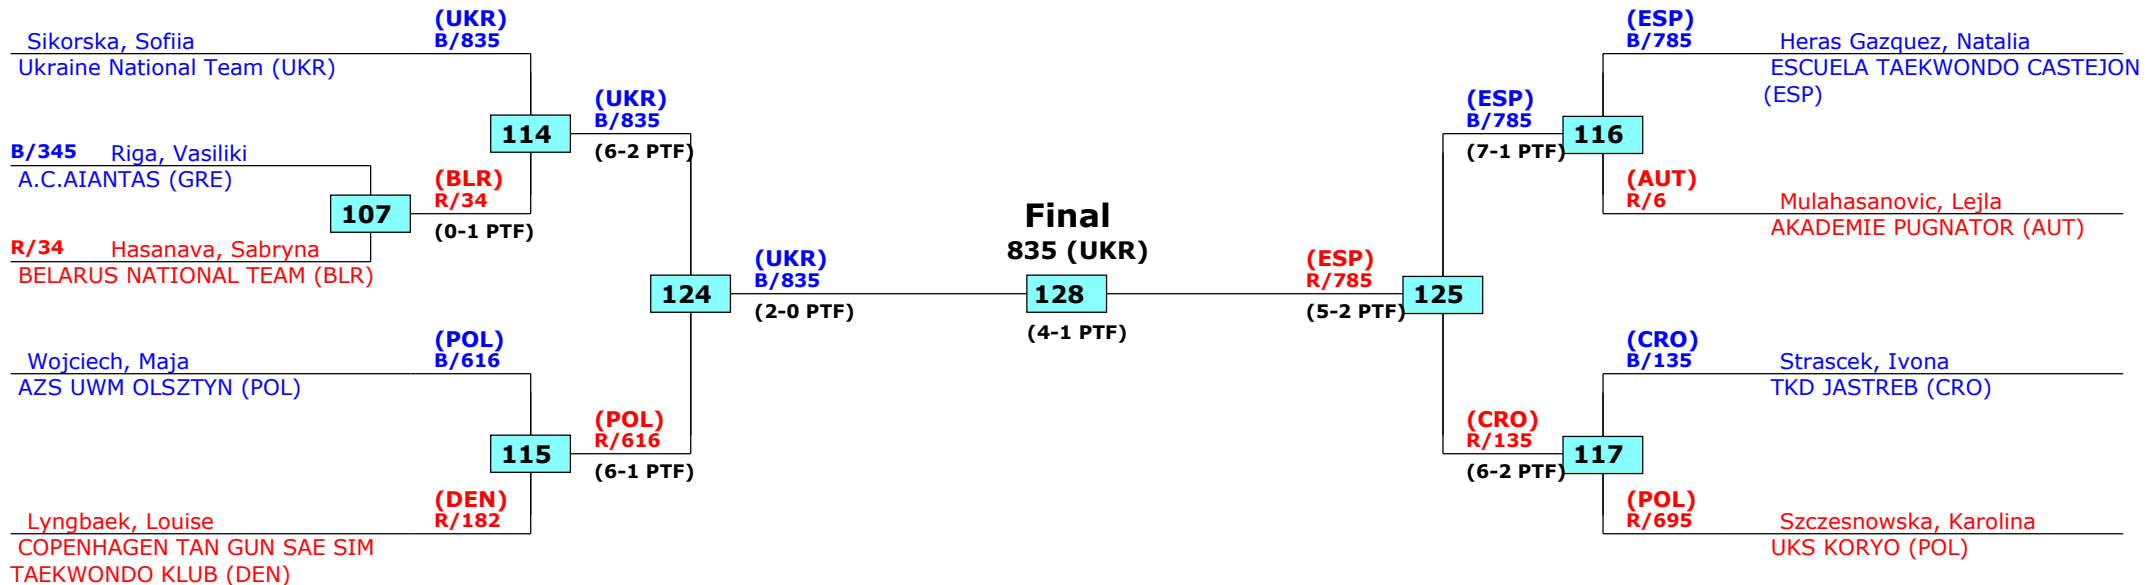 (UKR)
B/835
Sikorska, Sofiia
Ukraine National Team (UKR)
(UKR)
B/835
114
(6-2 PTF)
B/345 Riga, Vasiliki
A.C.AIANTAS (GRE)
(BLR)
R/34
107
(0-1 PTF)
R/34 Hasanava, Sabryna
BELARUS NATIONAL TEAM (BLR)
124
(UKR)
B/835
(2-0 PTF)
(POL)
B/616
Wojciech, Maja
AZS UWM OLSZTYN (POL)
(POL)
R/616
115
(6-1 PTF)
(DEN)
R/182
Lyngbaek, Louise
COPENHAGEN TAN GUN SAE SIM
TAEKWONDO KLUB (DEN)
Final
835 (UKR)
128
(4-1 PTF)
(ESP)
R/785
125
(5-2 PTF)
(ESP)
B/785
Heras Gazquez, Natalia
ESCUELA TAEKWONDO CASTEJON
(ESP)
(ESP)
B/785
116
(7-1 PTF)
(AUT)
R/6
Mulahasanovic, Lejla
AKADEMIE PUGNATOR (AUT)
(CRO)
B/135
Strascek, Ivona
TKD JASTREB (CRO)
(CRO)
R/135
117
(6-2 PTF)
(POL)
R/695
Szczesnowska, Karolina
UKS KORYO (POL)